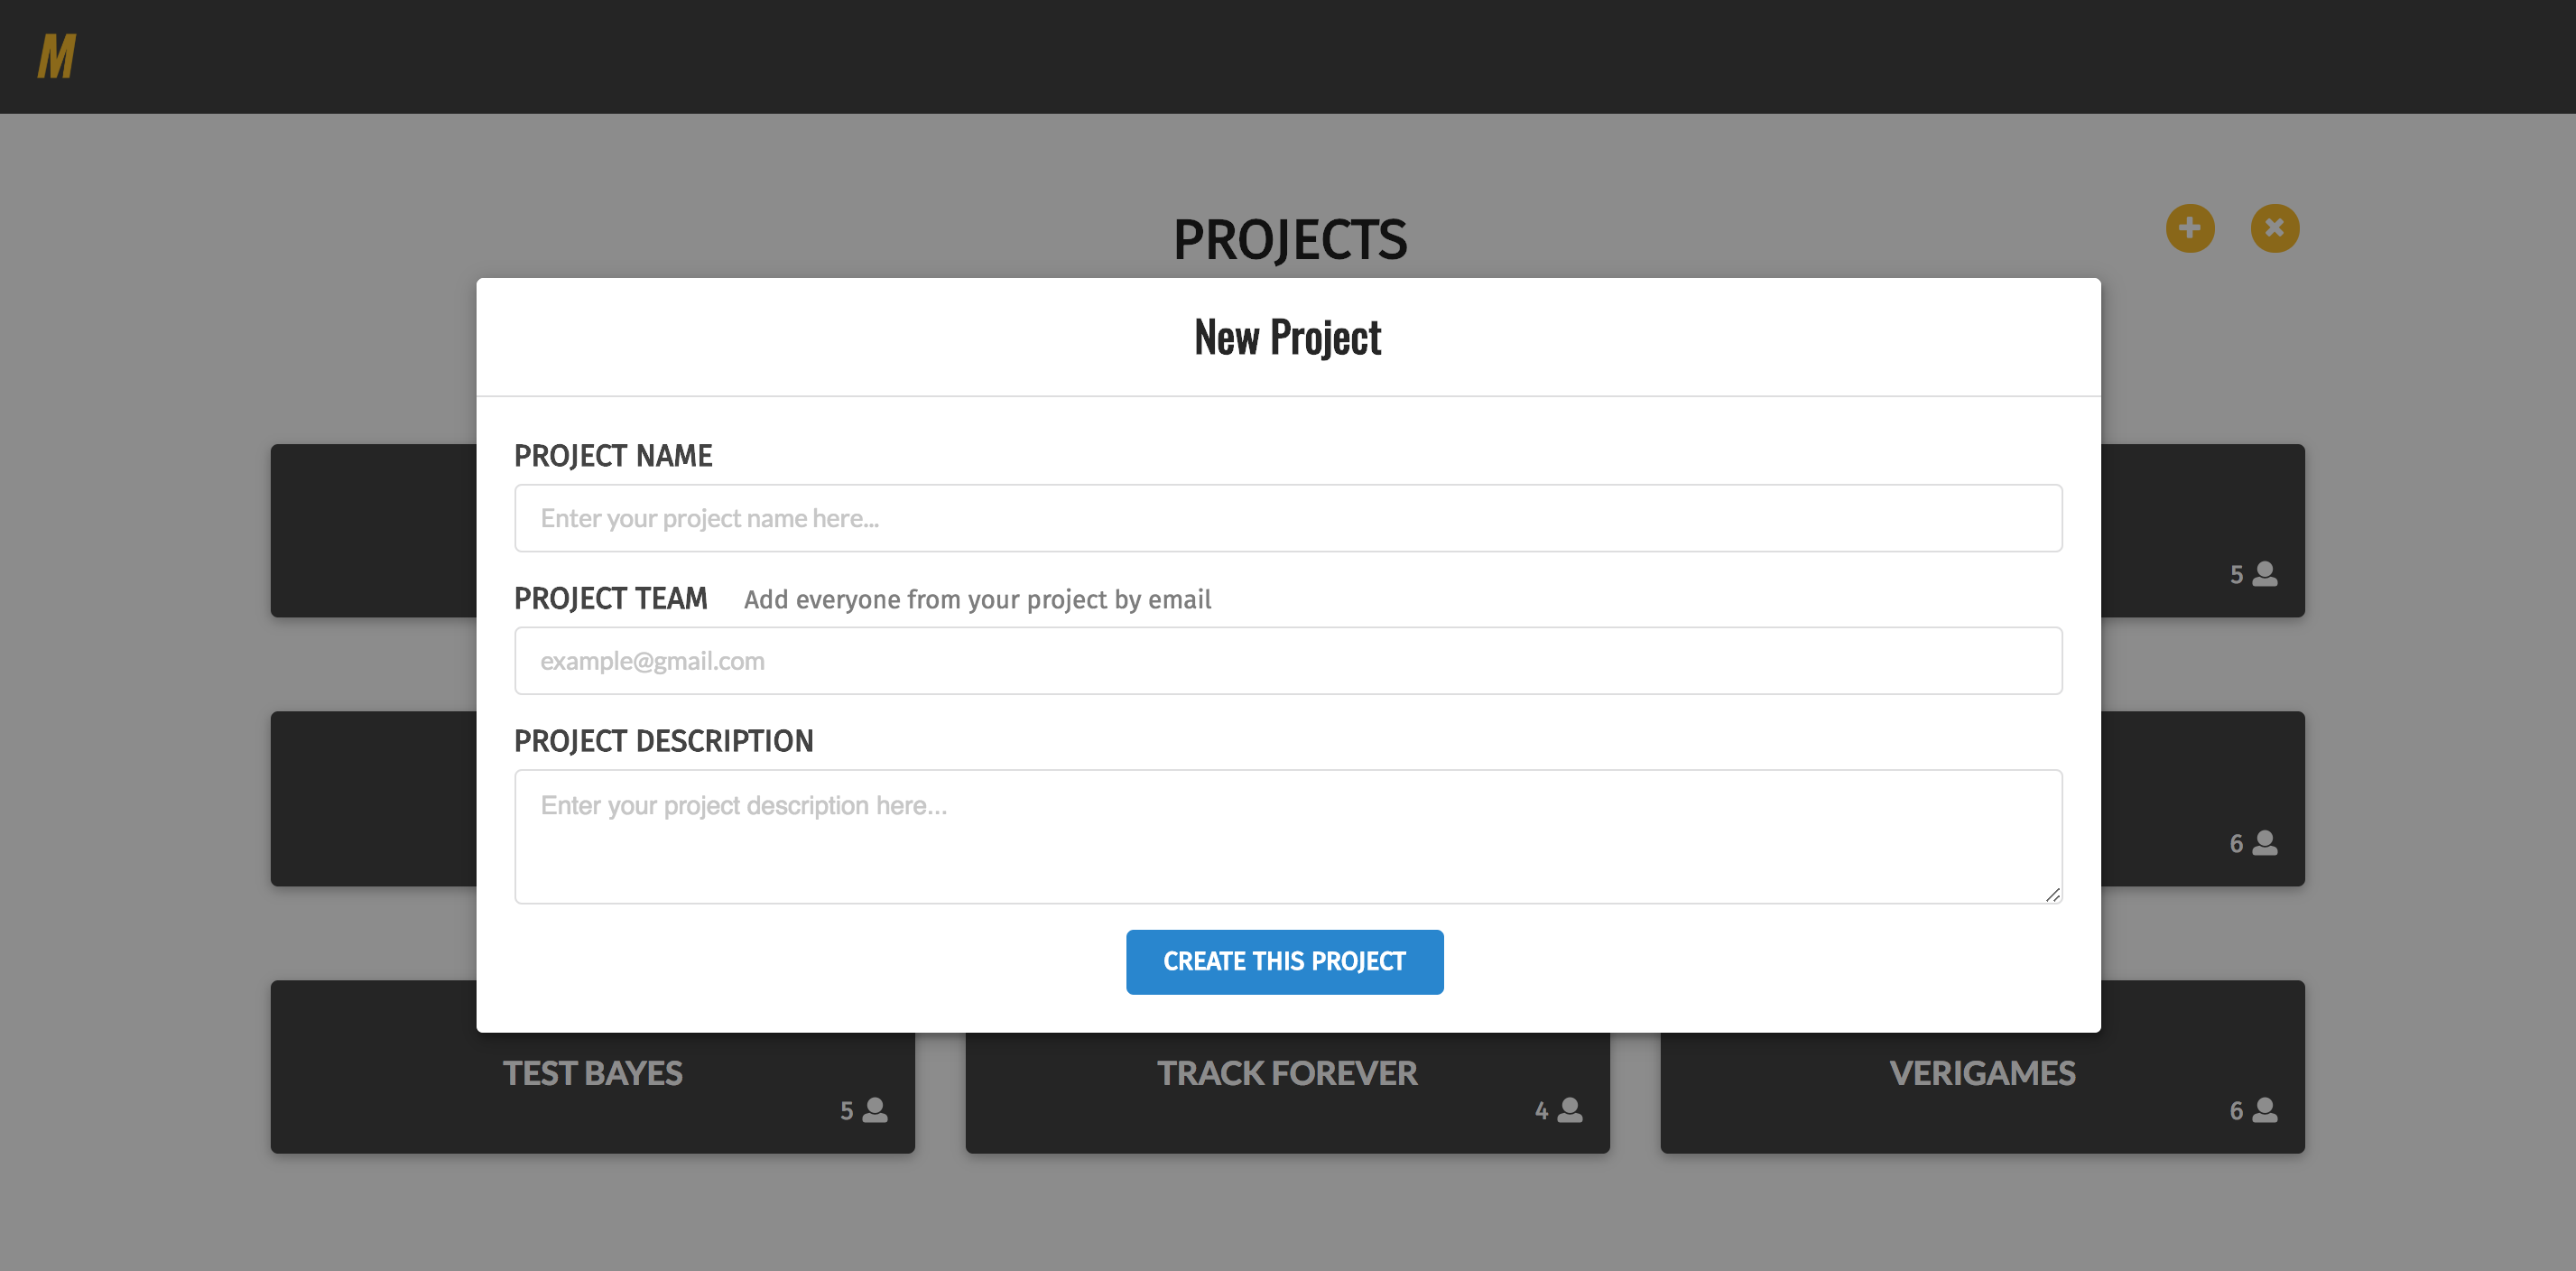 M
PROJECTS
New Project
PROJECT NAME
Enter your project name here...
PROJECT TEAM Add everyone from your project by email
example@gmail.com
PROJECT DESCRIPTION
Enter your project description here...
CREATE THIS PROJECT
5
6
TEST BAYES
5
TRACK FOREVER
4
VERIGAMES
6